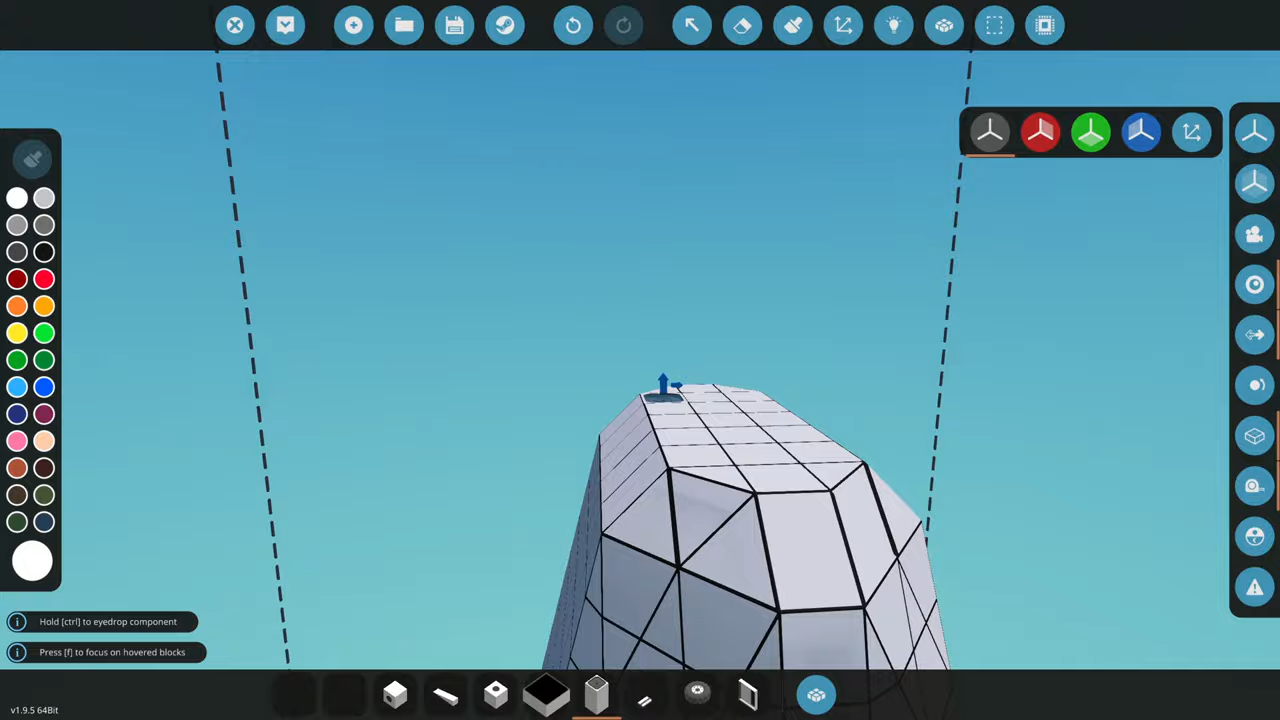 Hold [ctrl] to eyedrop component
Press [f] to focus on hovered blocks
v1.9.5 64Bit